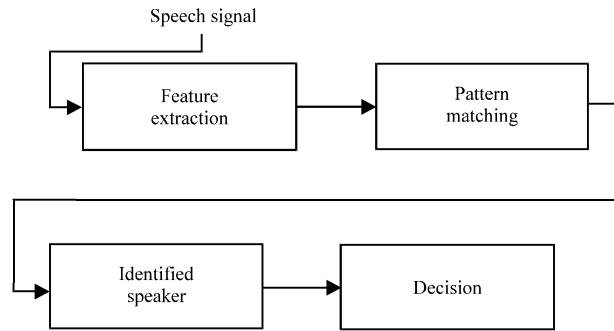 Speech signal
Feature
extraction
Pattern
matching
Identified
speaker
Decision